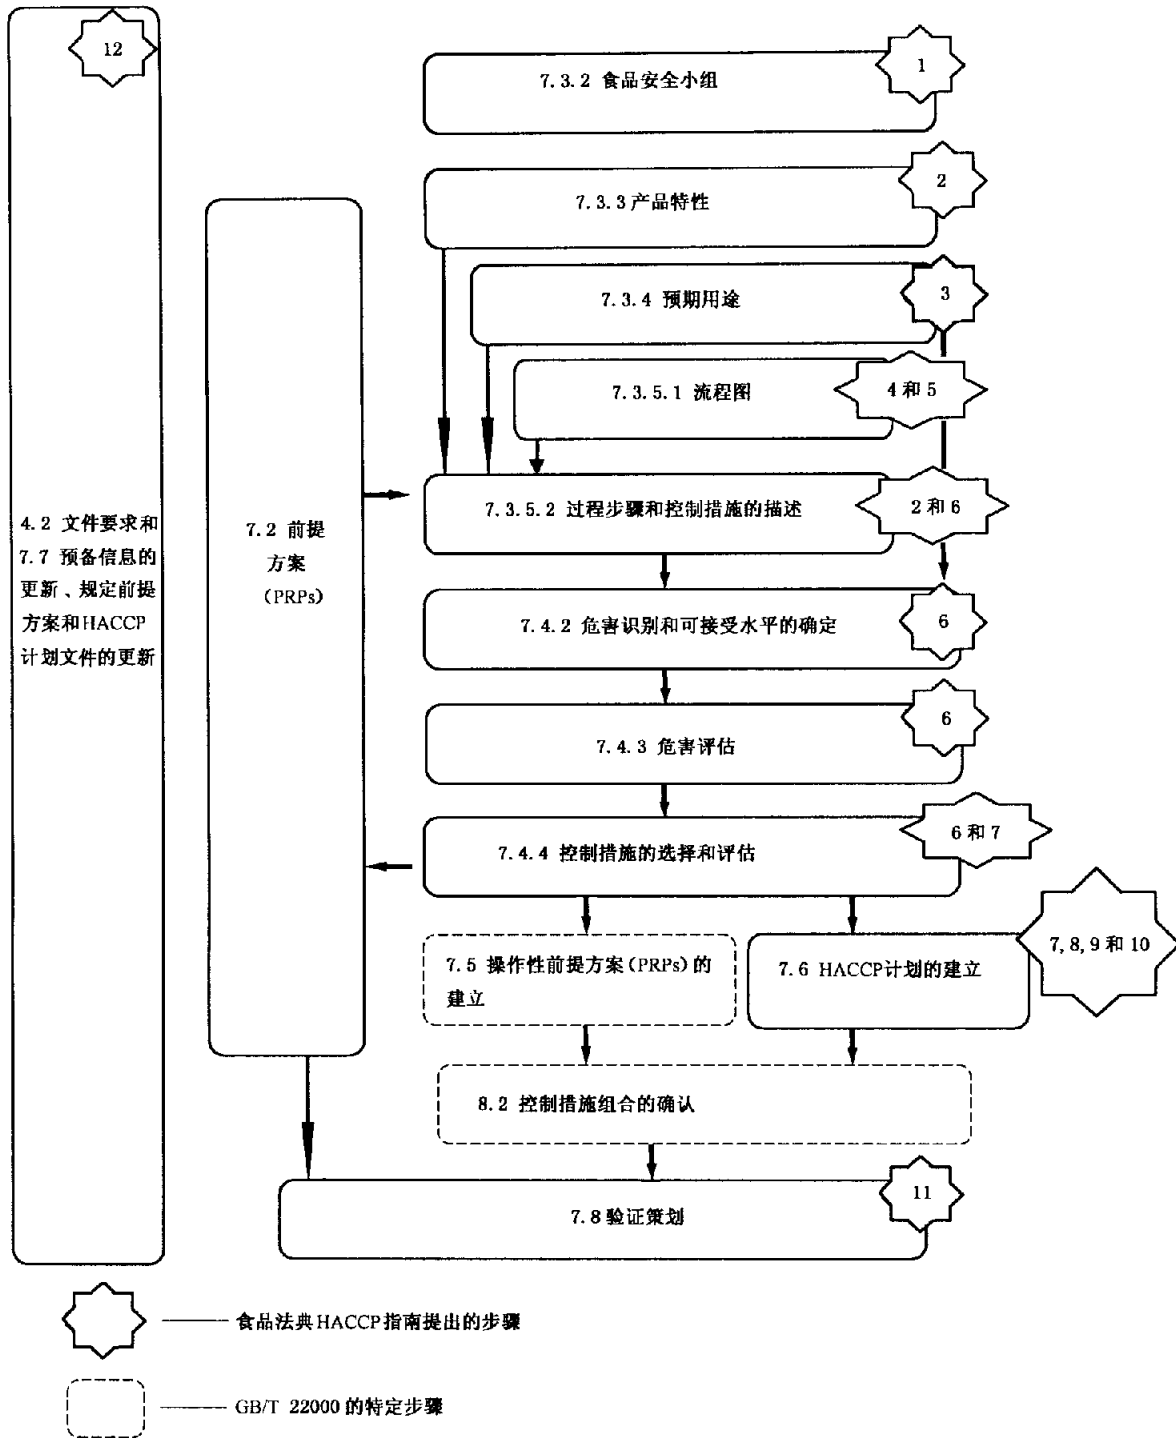 12
4.2 文件要求和
7.7 预备信息的
更新、规定前提
方案和HACCP
计划文件的更新
7.2 前提
方案
(PRPs)
7.3.2 食品安全小组
1
7.3.3产品特性
2
7.3.4 预期用途
3
7.3.5.1 流程图
4 和 5
7.3.5.2 过程步骤和控制措施的描述
2 和 6
7.4.2 危害识别和可接受水平的确定
6
7.4.3 危害评估
6
7.4.4 控制措施的选择和评估
6 和 7
7.5 操作性前提方案(PRPs)的
建立
7.6 HACCP计划的建立
7,8,9 和 10
8.2 控制措施组合的确认
7.8验证策划
11
食品法典HACCP指南提出的步骤
GB/T 22000的特定步骤